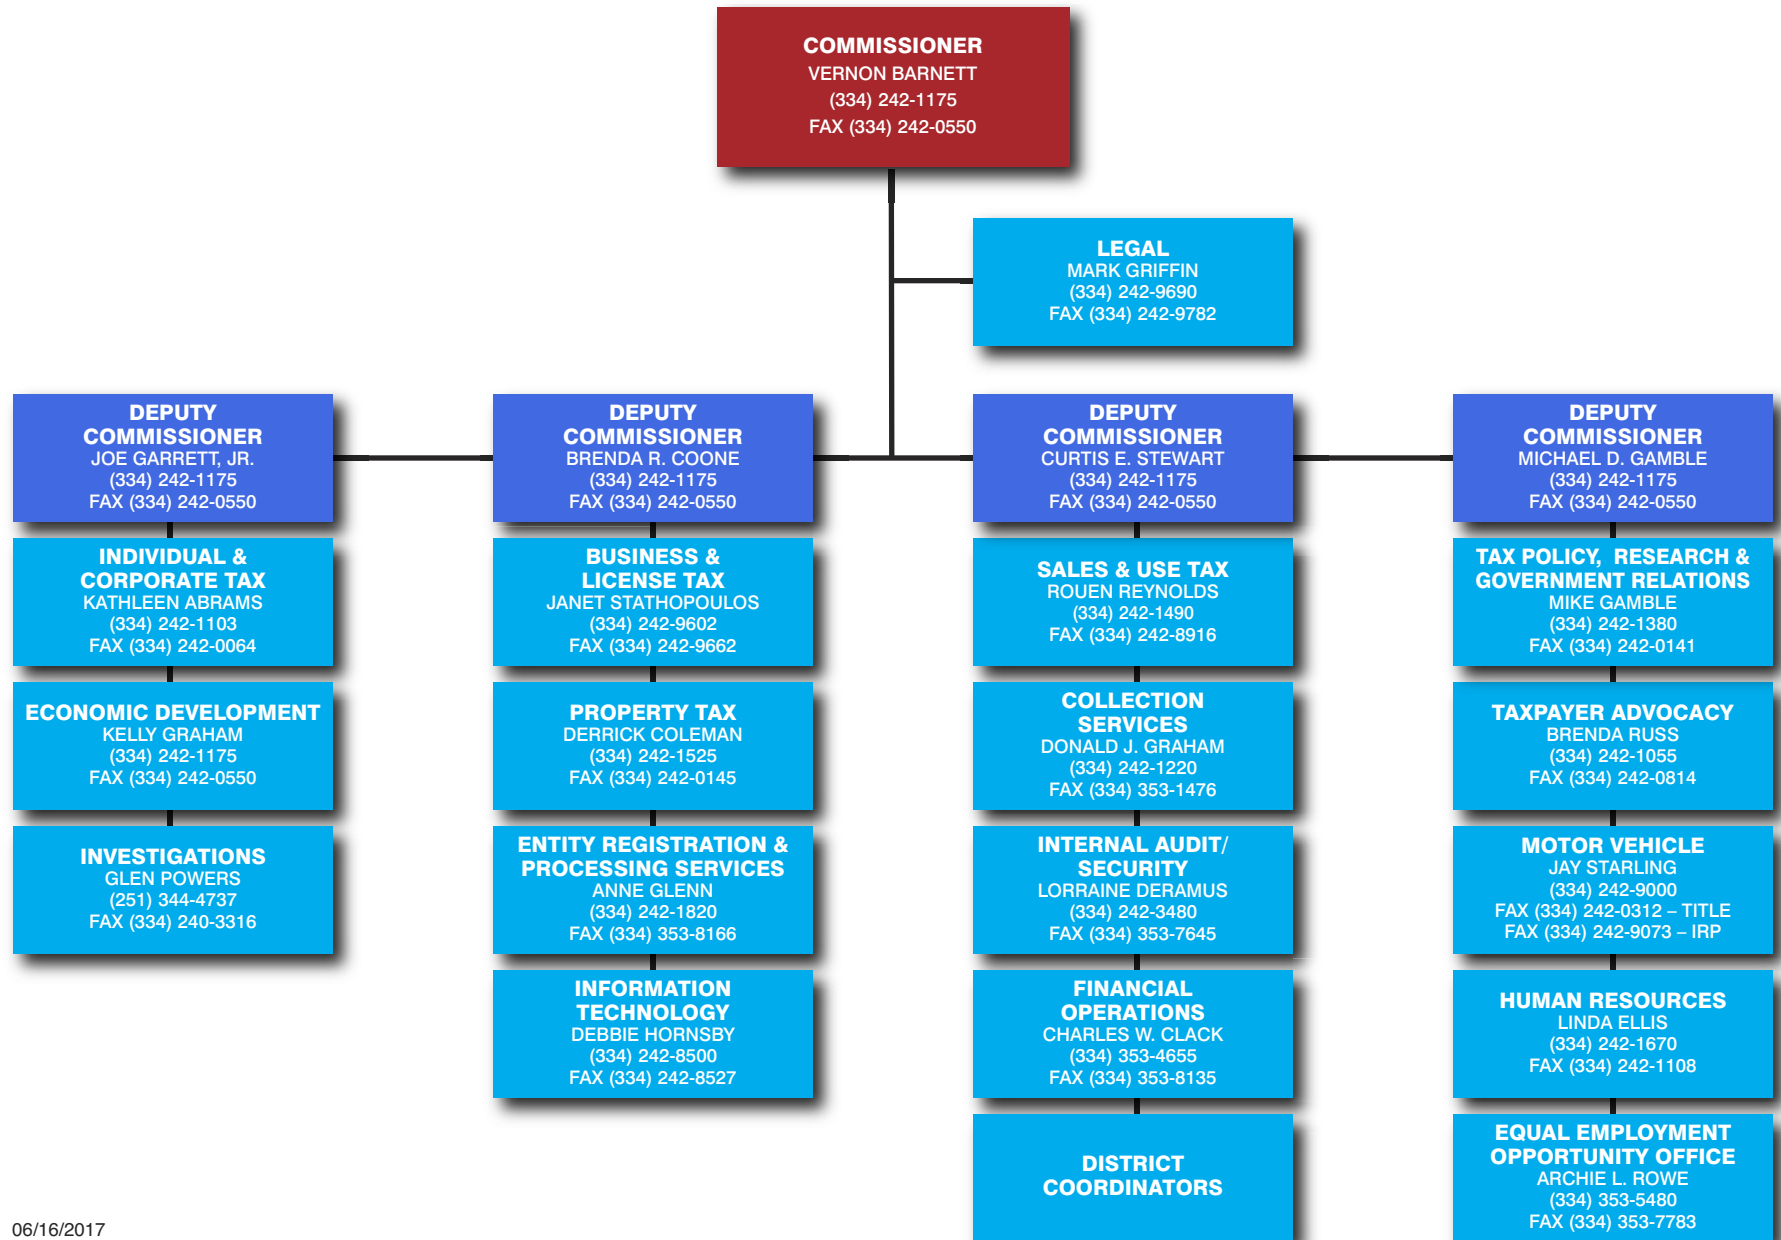 COMMISSIONER
VERNON BARNETT
(334) 242-1175
FAX (334) 242-0550
LEGAL
MARK GRIFFIN
(334) 242-9690
FAX (334) 242-9782
DEPUTY
COMMISSIONER
JOE GARRETT, JR.
(334) 242-1175
FAX (334) 242-0550
INDIVIDUAL &
CORPORATE TAX
KATHLEEN ABRAMS
(334) 242-1103
FAX (334) 242-0064
ECONOMIC DEVELOPMENT
KELLY GRAHAM
(334) 242-1175
FAX (334) 242-0550
INVESTIGATIONS
GLEN POWERS
(251) 344-4737
FAX (334) 240-3316
DEPUTY
COMMISSIONER
BRENDA R. COONE
(334) 242-1175
FAX (334) 242-0550
BUSINESS &
LICENSE TAX
JANET STATHOPOULOS
(334) 242-9602
FAX (334) 242-9662
PROPERTY TAX
DERRICK COLEMAN
(334) 242-1525
FAX (334) 242-0145
ENTITY REGISTRATION &
PROCESSING SERVICES
ANNE GLENN
(334) 242-1820
FAX (334) 353-8166
INFORMATION
TECHNOLOGY
DEBBIE HORNSBY
(334) 242-8500
FAX (334) 242-8527
DEPUTY
COMMISSIONER
CURTIS E. STEWART
(334) 242-1175
FAX (334) 242-0550
SALES & USE TAX
ROUEN REYNOLDS
(334) 242-1490
FAX (334) 242-8916
COLLECTION
SERVICES
DONALD J. GRAHAM
(334) 242-1220
FAX (334) 353-1476
INTERNAL AUDIT/
SECURITY
LORRAINE DERAMUS
(334) 242-3480
FAX (334) 353-7645
FINANCIAL
OPERATIONS
CHARLES W. CLACK
(334) 353-4655
FAX (334) 353-8135
DISTRICT
COORDINATORS
DEPUTY
COMMISSIONER
MICHAEL D. GAMBLE
(334) 242-1175
FAX (334) 242-0550
TAX POLICY, RESEARCH &
GOVERNMENT RELATIONS
MIKE GAMBLE
(334) 242-1380
FAX (334) 242-0141
TAXPAYER ADVOCACY
BRENDA RUSS
(334) 242-1055
FAX (334) 242-0814
MOTOR VEHICLE
JAY STARLING
(334) 242-9000
FAX (334) 242-0312 – TITLE
FAX (334) 242-9073 – IRP
HUMAN RESOURCES
LINDA ELLIS
(334) 242-1670
FAX (334) 242-1108
EQUAL EMPLOYMENT
OPPORTUNITY OFFICE
ARCHIE L. ROWE
(334) 353-5480
FAX (334) 353-7783
06/16/2017